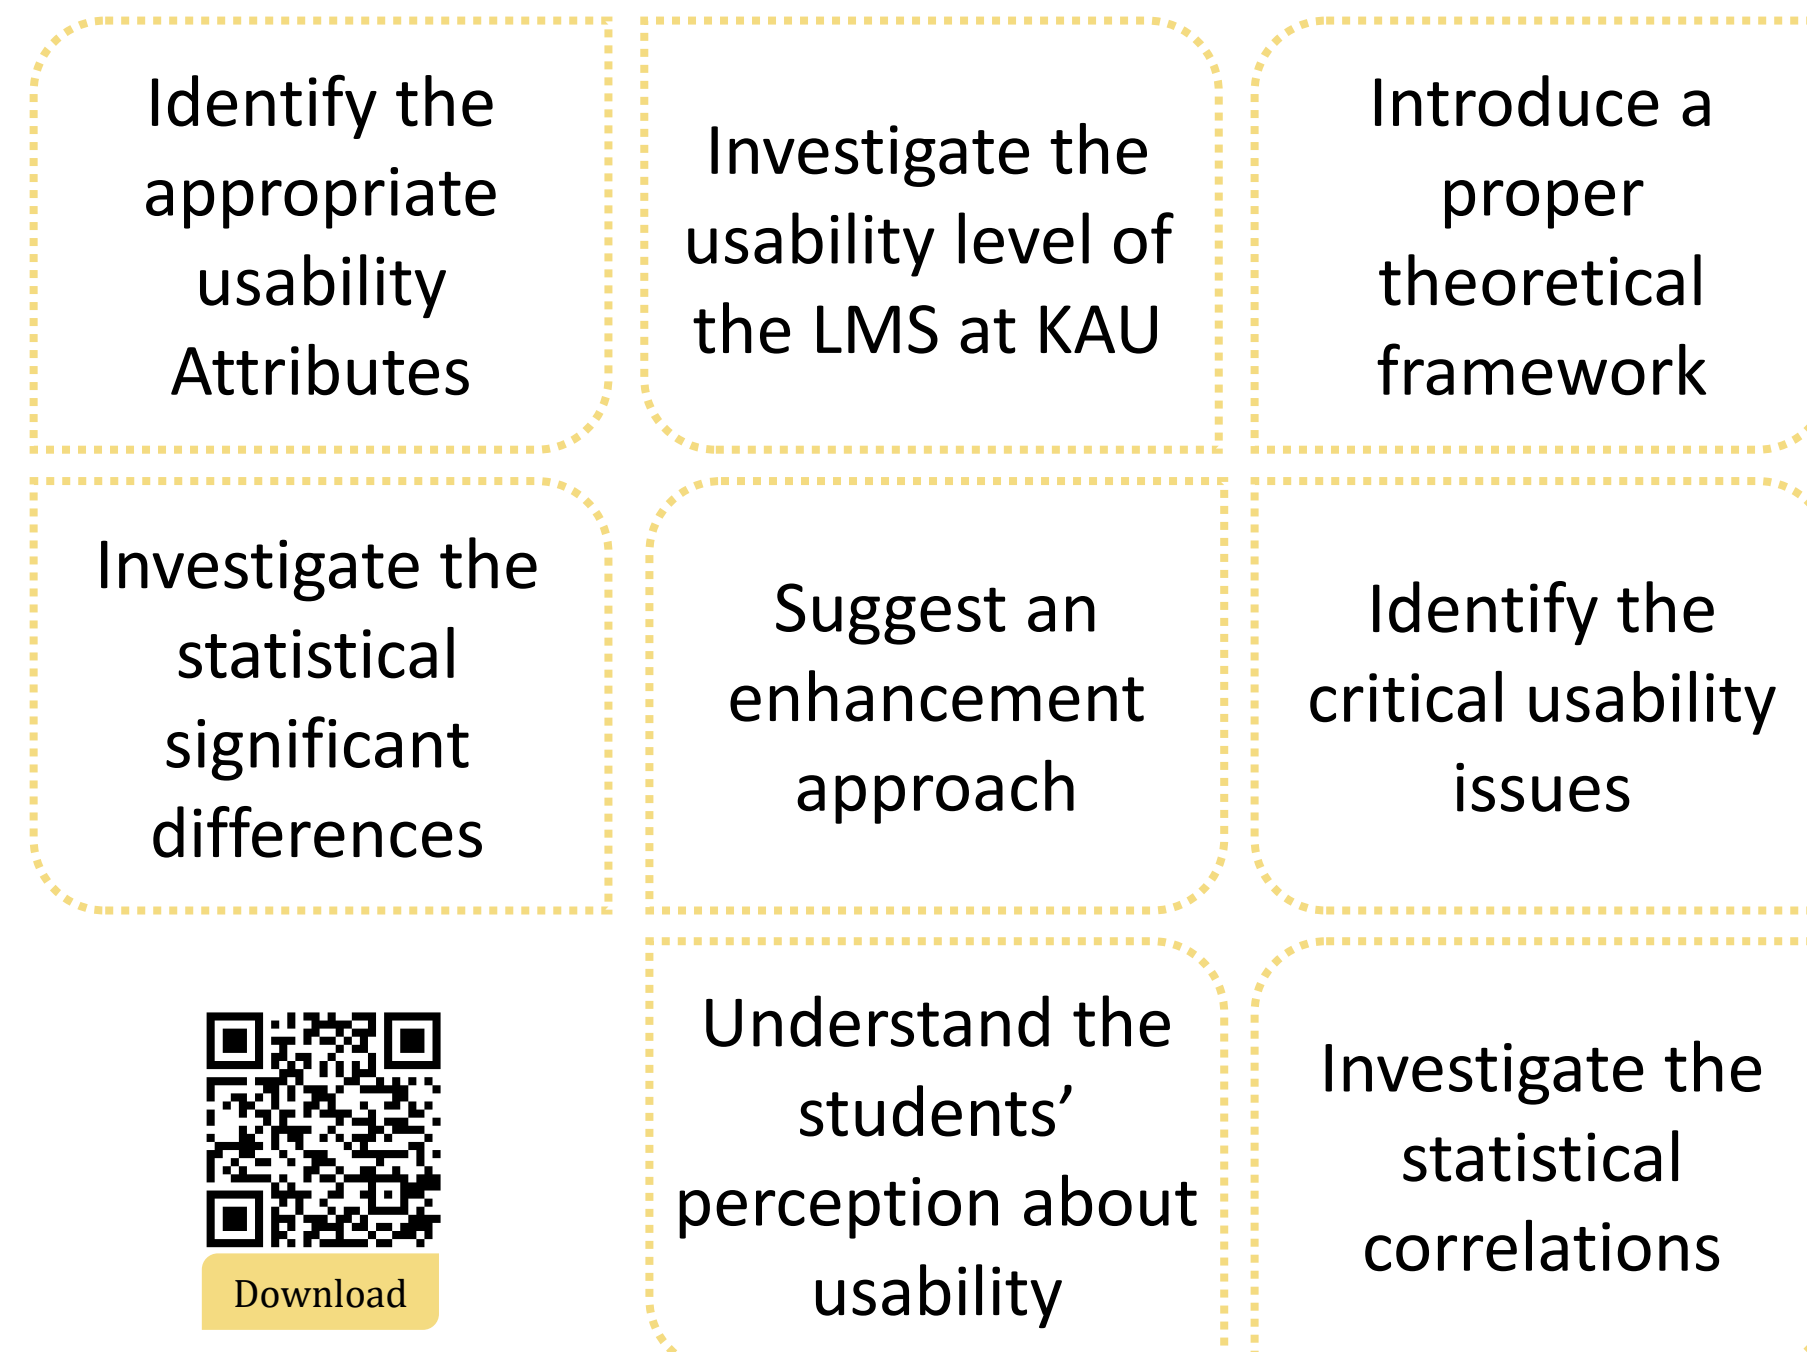 Identify the
appropriate
usability
Attributes
Investigate the
usability level of
the LMS at KAU
Introduce a
proper
theoretical
framework
Investigate the
statistical
significant
differences
Suggest an
enhancement
approach
Identify the
critical usability
issues
Download
Understand the
students’
perception about
usability
Investigate the
statistical
correlations